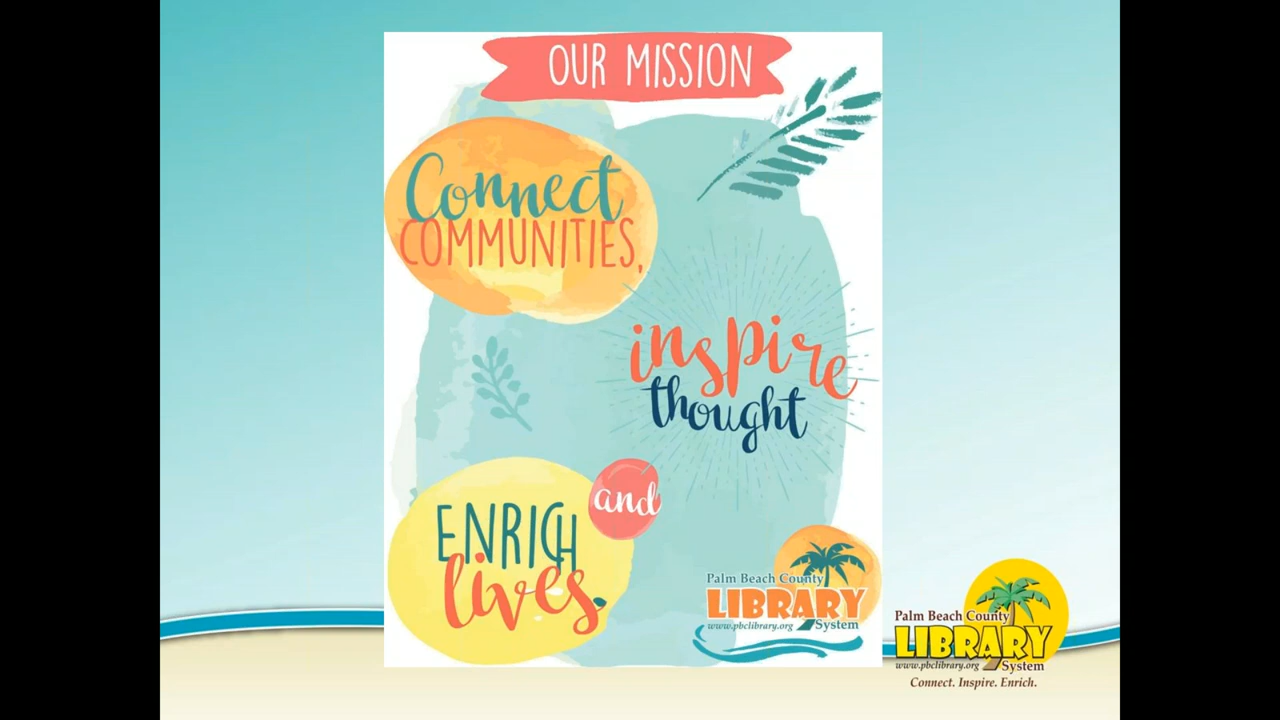 OUR MISSION
Connect
COMMUNITIES,
inspire
thought
and
ENRICH
lives.
Palm Beach County
LIBRARY
www.pbclibrary.org System
Palm Beach County
LIBRARY
www.pbclibrary.org System
Connect. Inspire. Enrich.